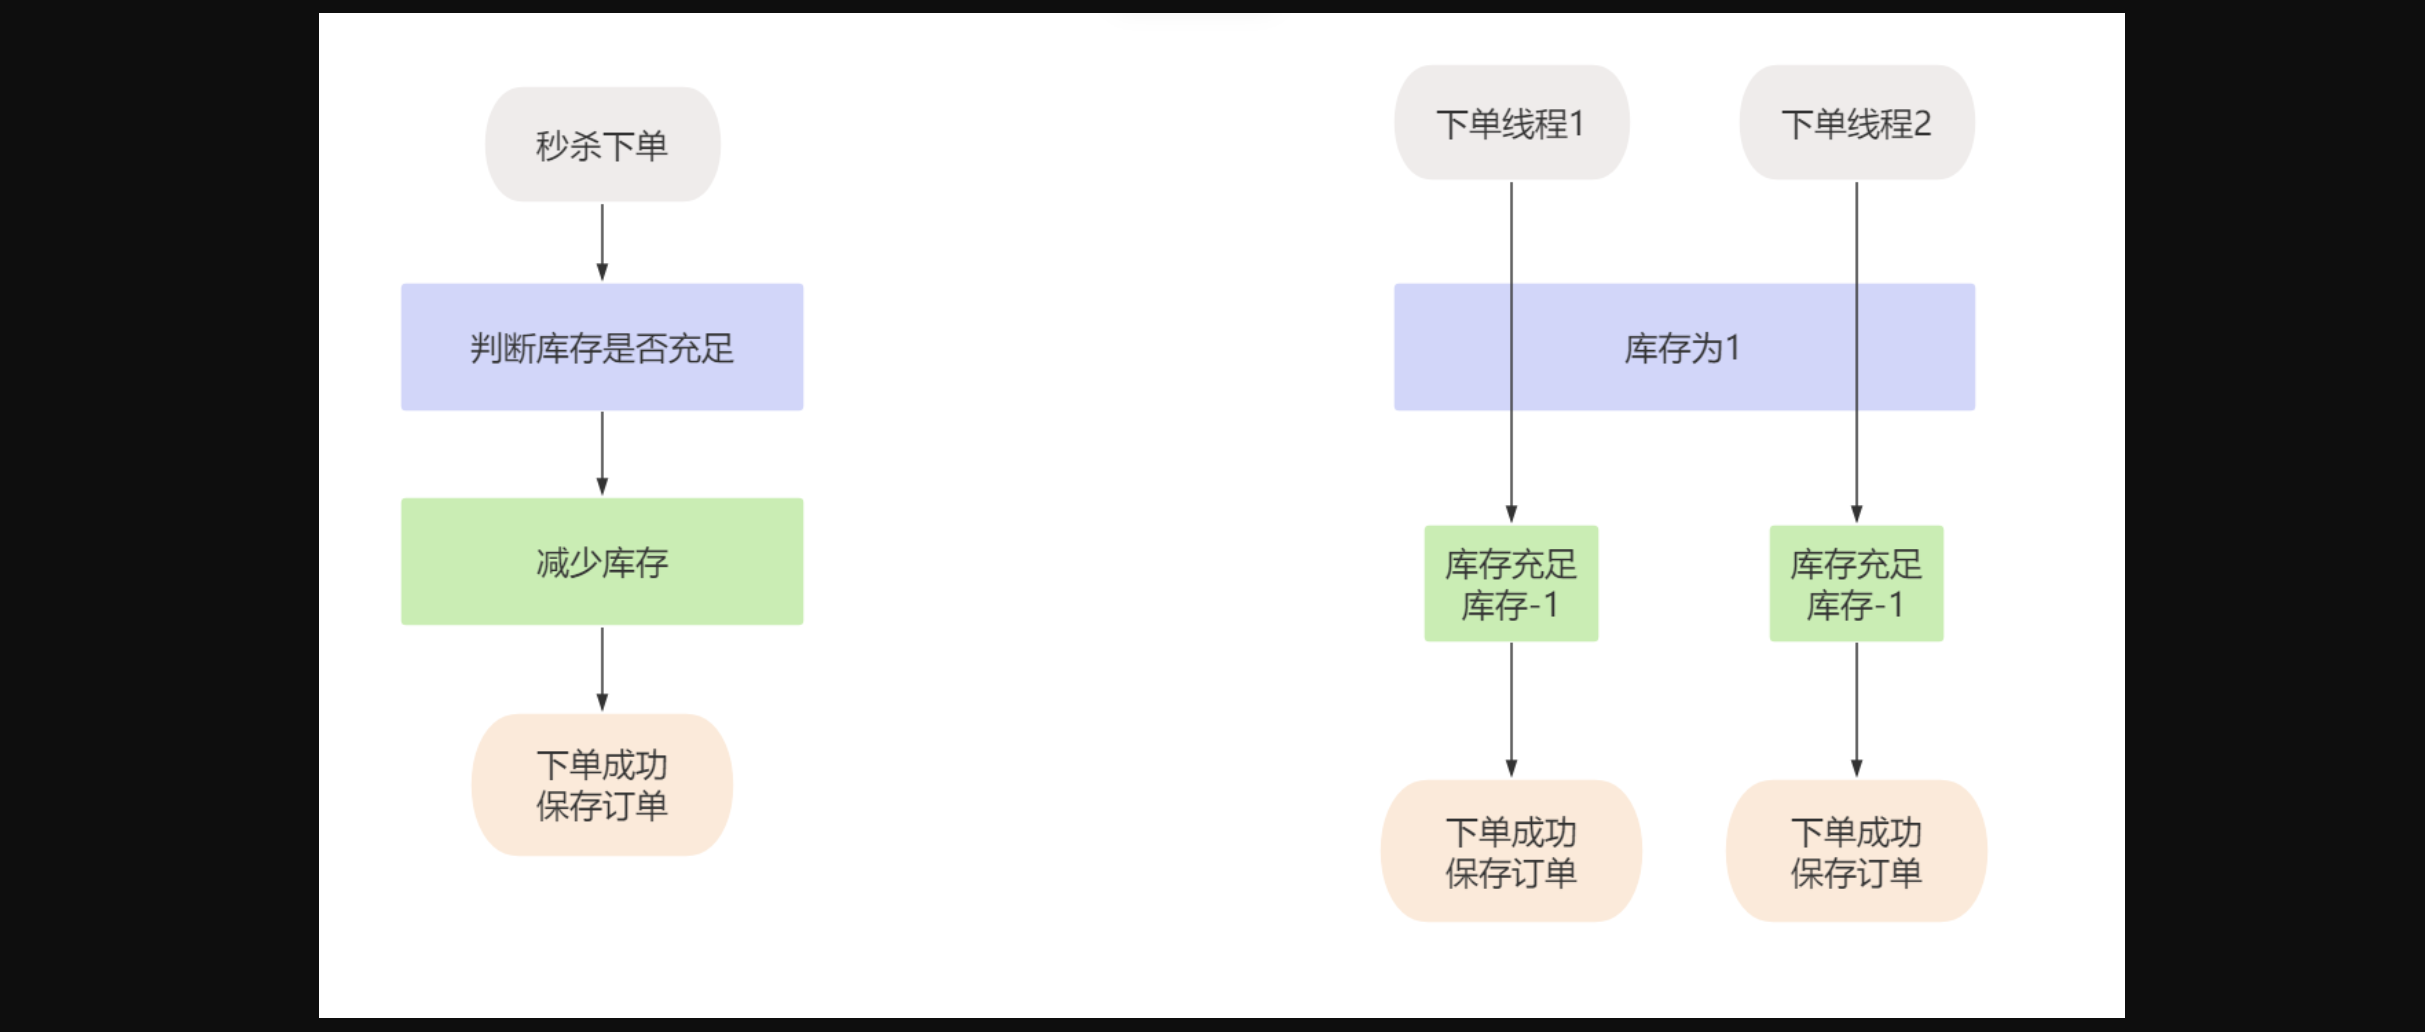 秒杀下单
判断库存是否充足
减少库存
下单成功
保存订单
下单线程1
下单线程2
库存为1
库存充足
库存-1
库存充足
库存-1
下单成功
保存订单
下单成功
保存订单